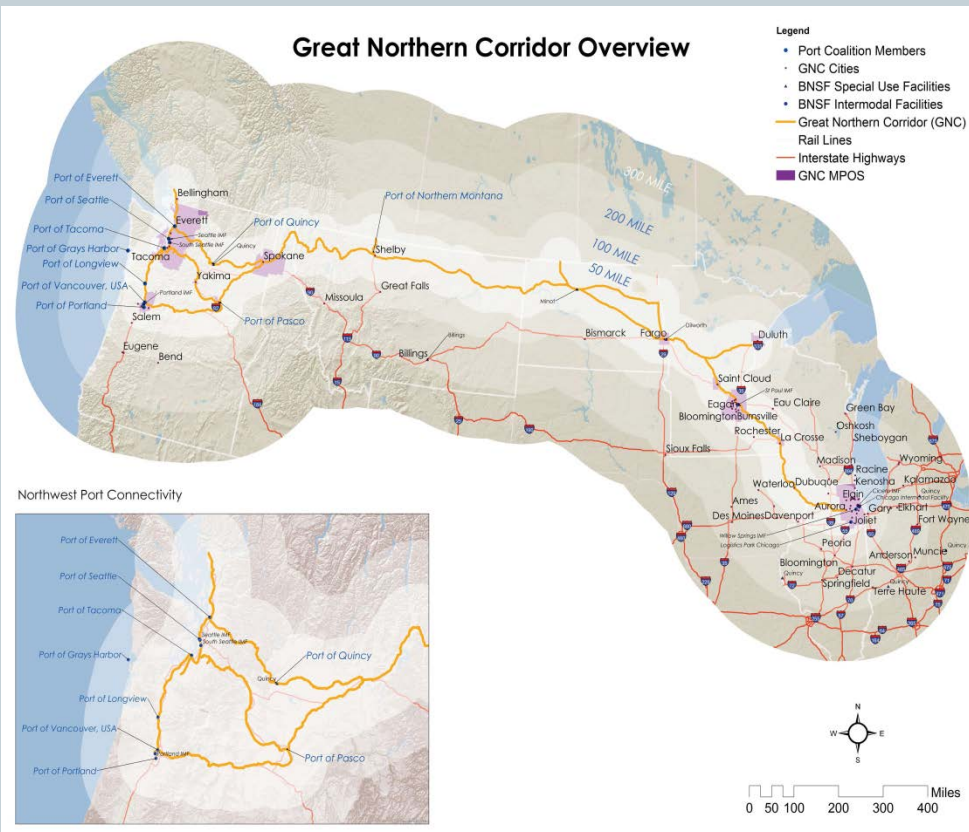 Great Northern Corridor Overview
Legend
Port Coalition Members
GNC Cities
BNSF Special Use Facilities
BNSF Intermodal Facilities
Great Northern Corridor (GNC)
Rail Lines
Interstate Highways
GNC MPOS
300 MILE
200 MILE
100 MILE
50 MILE
Port of Everett
Port of Seattle
Port of Tacoma
Port of Grays Harbor
Port of Longview
Port of Vancouver, USA
Port of Portland
Bellingham
Everett
Seattle IMF
South Seattle IMF
Tacoma
Yakima
Portland IMF
Salem
Eugene
Bend
Port of Quincy
Quincy
Spokane
Port of Pasco
Port of Northern Montana
Shelby
Great Falls
Missoula
Billings
Billings
Minot
Bismarck
Fargo
Dilworth
Duluth
Saint Cloud
St Paul IMF
Eagan
Bloomington
Burnsville
Eau Claire
Rochester
La Crosse
Green Bay
Oshkosh
Sheboygan
Sioux Falls
Madison
Racine
Kenosha
Wyoming
Kalamazoo
Waterloo
Dubuque
Elgin
Cicero IMF
Chicago Intermodal Facility
Quincy
Ames
Aurora
Gary
Elkhart
Des Moines
Davenport
Joliet
Fort Wayne
Willow Springs IMF
Logistics Park Chicago
Peoria
Bloomington
Quincy
Decatur
Springfield
Anderson
Muncie
Quincy
Quincy
Terre Haute
Northwest Port Connectivity
Port of Everett
Port of Seattle
Port of Tacoma
Port of Grays Harbor
Port of Longview
Port of Vancouver, USA
Port of Portland
Seattle IMF
South Seattle IMF
Quincy
Port of Quincy
Portland IMF
Port of Pasco
N
W
E
S
Miles
0 50 100 200 300 400